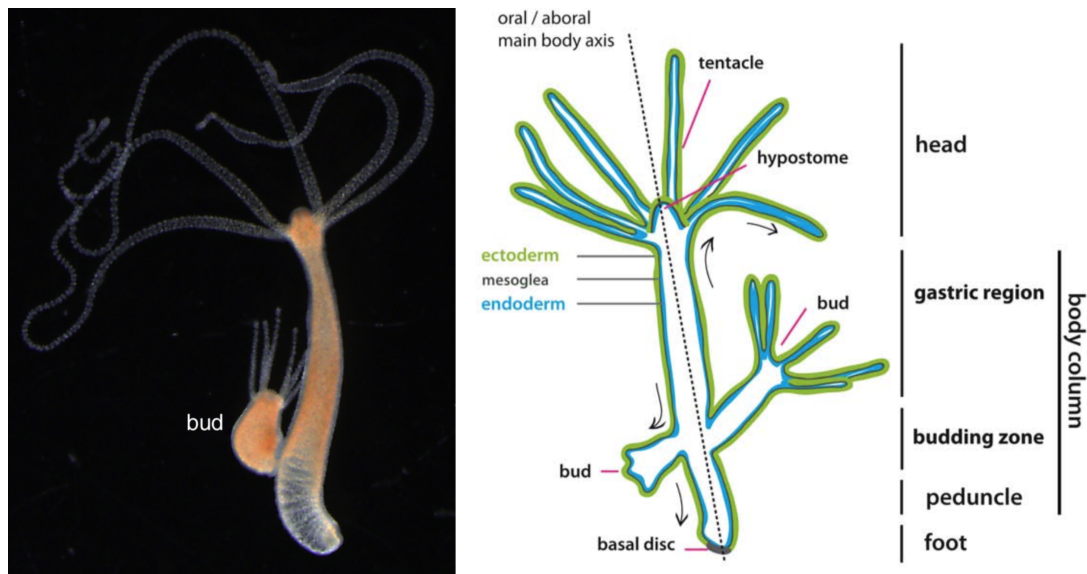 bud
oral / aboral
main body axis
tentacle
hypostome
ectoderm
mesoglea
endoderm
bud
bud
basal disc
head
gastric region
budding zone
peduncle
foot
body column